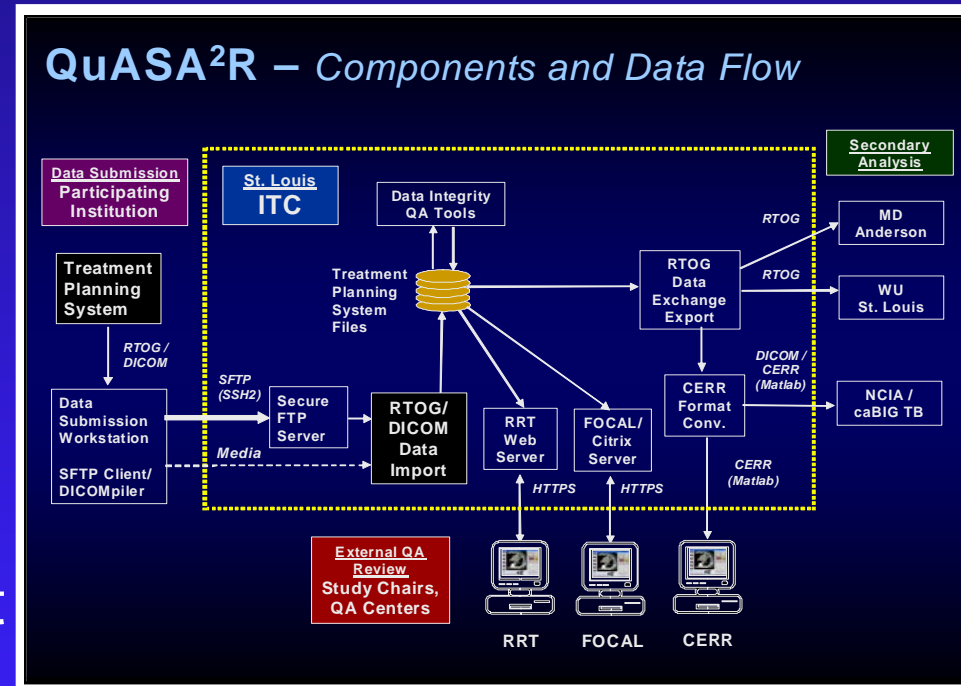 QuASA²R – Components and Data Flow
Data Submission
Participating
Institution
St. Louis
ITC
Data Integrity
QA Tools
Secondary
Analysis
Treatment
Planning
System
RTOG /
DICOM
Data
Submission
Workstation
SFTP Client/
DICOMpiler
SFTP
(SSH2)
Media
Secure
FTP
Server
RTOG/
DICOM
Data
Import
Treatment
Planning
System
Files
RRT
Web
Server
FOCAL/
Citrix
Server
RTOG
Data
Exchange
Export
CERR
Format
Conv.
RTOG
MD
Anderson
RTOG
WU
St. Louis
DICOM /
CERR
(Matlab)
NCIA /
caBIG TB
HTTPS
HTTPS
CERR
(Matlab)
External QA
Review
Study Chairs,
QA Centers
RRT
FOCAL
CERR